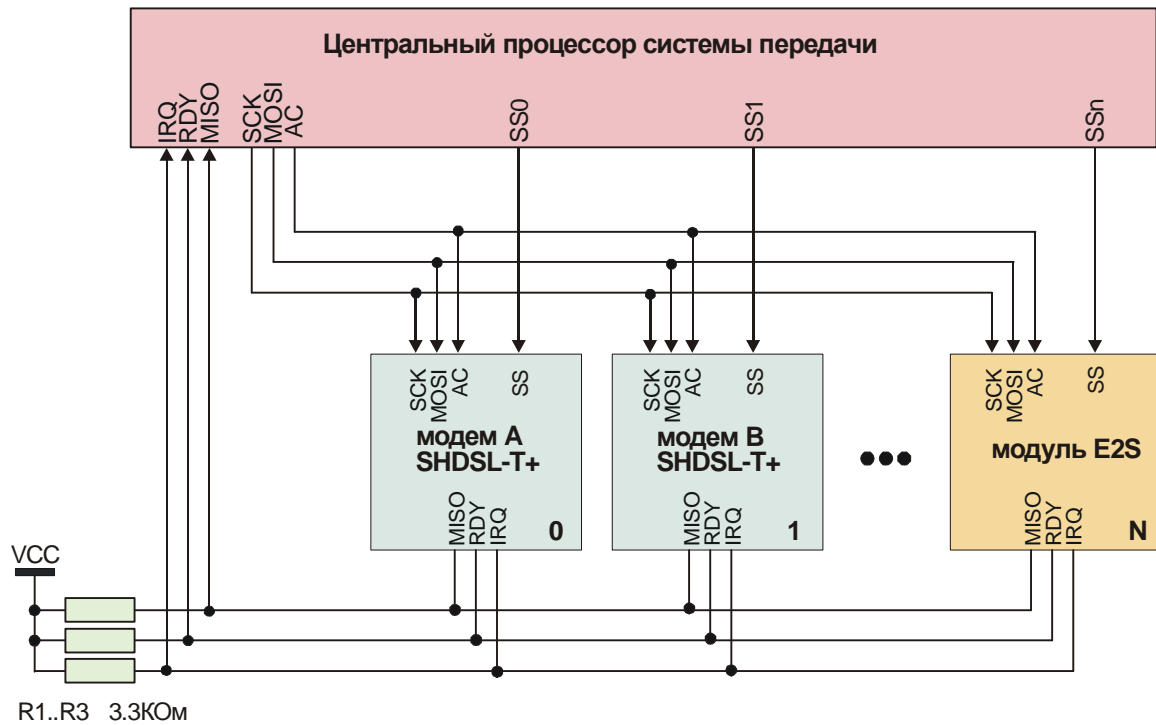 Центральный процессор системы передачи
IRQ
RDY
MISO
SCK
MOSI
AC
SS0
SS1
SSn
SCK
MOSI
AC
SS
модем A
SHDSL-T+
MISO
RDY
IRQ
0
SCK
MOSI
AC
SS
модем B
SHDSL-T+
MISO
RDY
IRQ
1
SCK
MOSI
AC
SS
модуль E2S
MISO
RDY
IRQ
N
VCC
R1..R3 3.3КОм